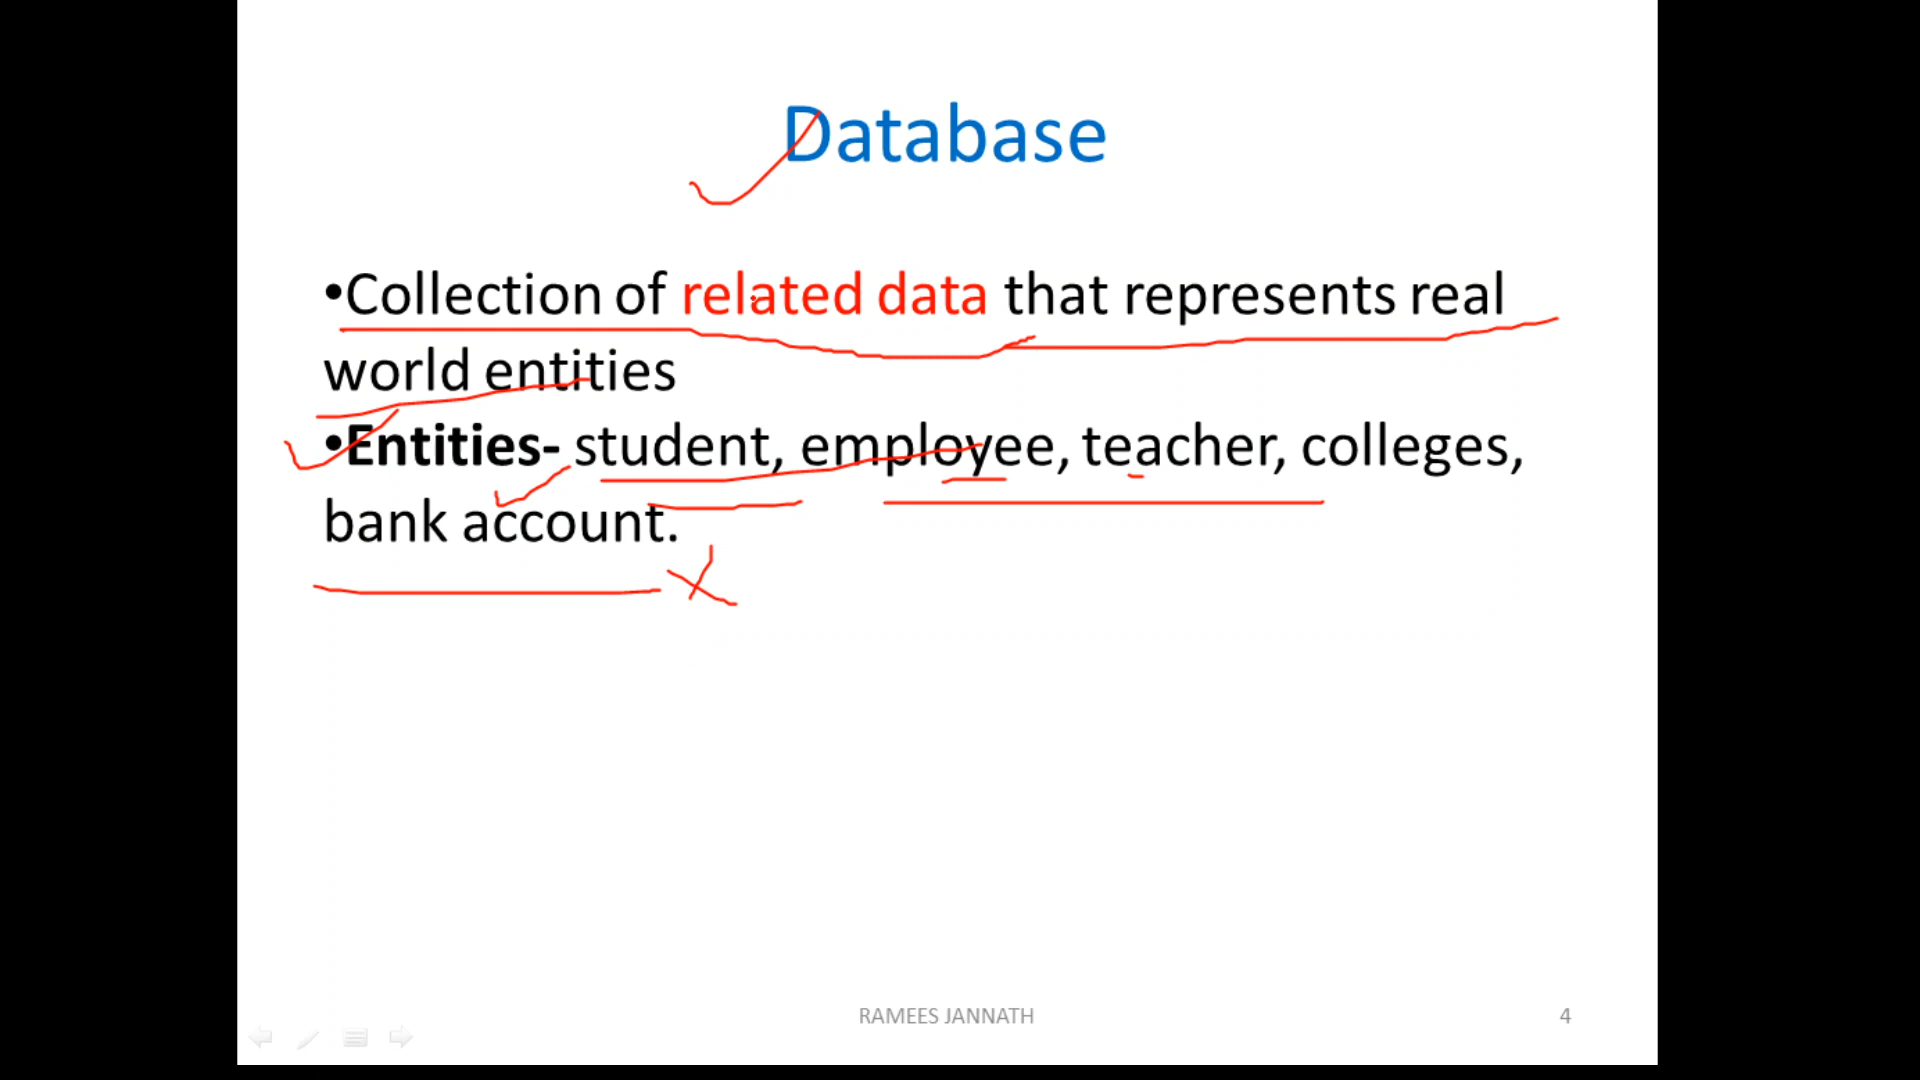 Database
•Collection of related data that represents real
world entities
•Entities- student, employee, teacher, colleges,
bank account.
RAMEES JANNATH
4